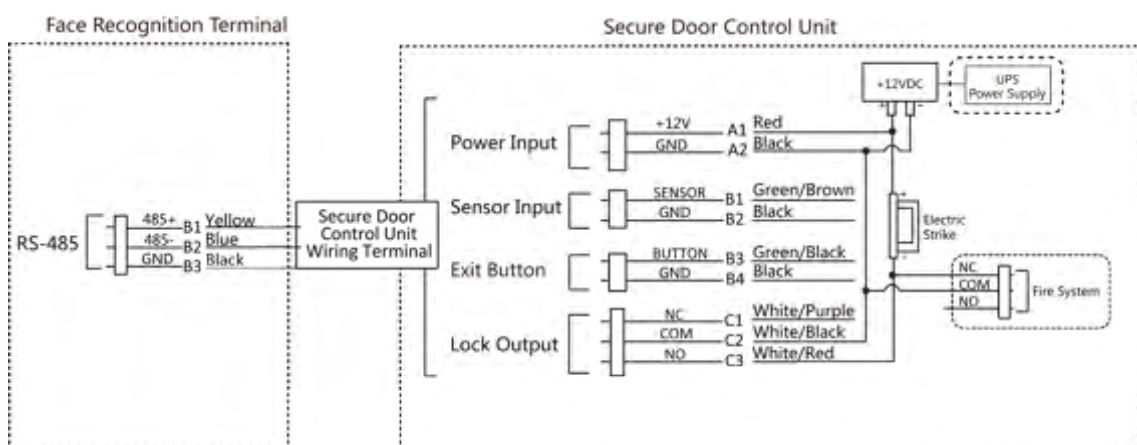 Face Recognition Terminal
Secure Door Control Unit
RS-485
485+ B1 Yellow
485- B2 Blue
GND B3 Black
Secure Door
Control Unit
Wiring Terminal
Power Input
+12V A1 Red
GND A2 Black
Sensor Input
SENSOR B1 Green/Brown
GND B2 Black
Exit Button
BUTTON B3 Green/Black
GND B4 Black
Lock Output
NC C1 White/Purple
COM C2 White/Black
NO C3 White/Red
+12VDC
+ -
UPS
Power Supply
+
Electric
Strike
-
NC
COM
NO
Fire System